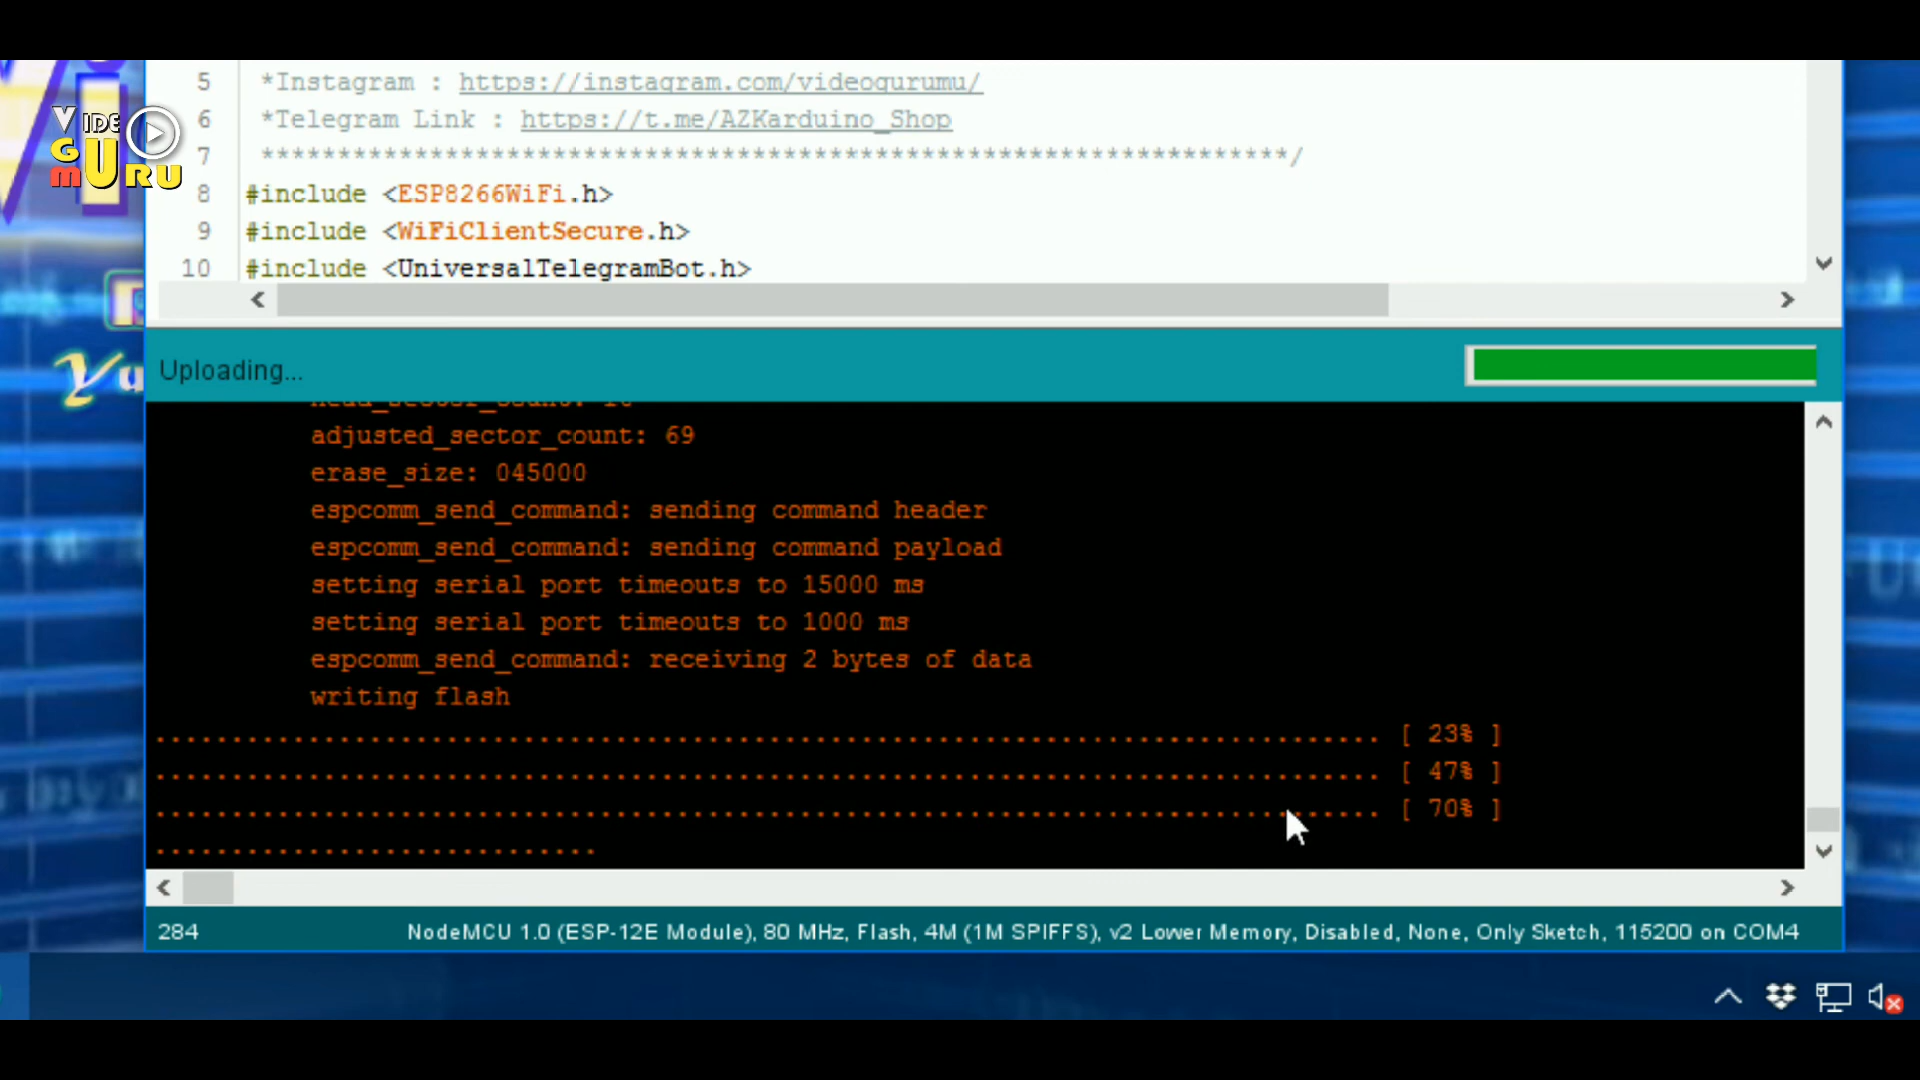 5 *Instagram : https://instagram.com/videogurumu/
6 *Telegram Link : https://t.me/AZKarduino_Shop
7 *******************************************************************/
8 #include <ESP8266WiFi.h>
9 #include <WiFiClientSecure.h>
10 #include <UniversalTelegramBot.h>
VIDE
GURU
m
Yu
Uploading...
adjusted_sector_count: 69
erase_size: 045000
espcomm_send_command: sending command header
espcomm_send_command: sending command payload
setting serial port timeouts to 15000 ms
setting serial port timeouts to 1000 ms
espcomm_send_command: receiving 2 bytes of data
writing flash
................................................................................ [ 23% ]
................................................................................ [ 47% ]
................................................................................ [ 70% ]
.............................
284 NodeMCU 1.0 (ESP-12E Module), 80 MHz, Flash, 4M (1M SPIFFS), v2 Lower Memory, Disabled, None, Only Sketch, 115200 on COM4